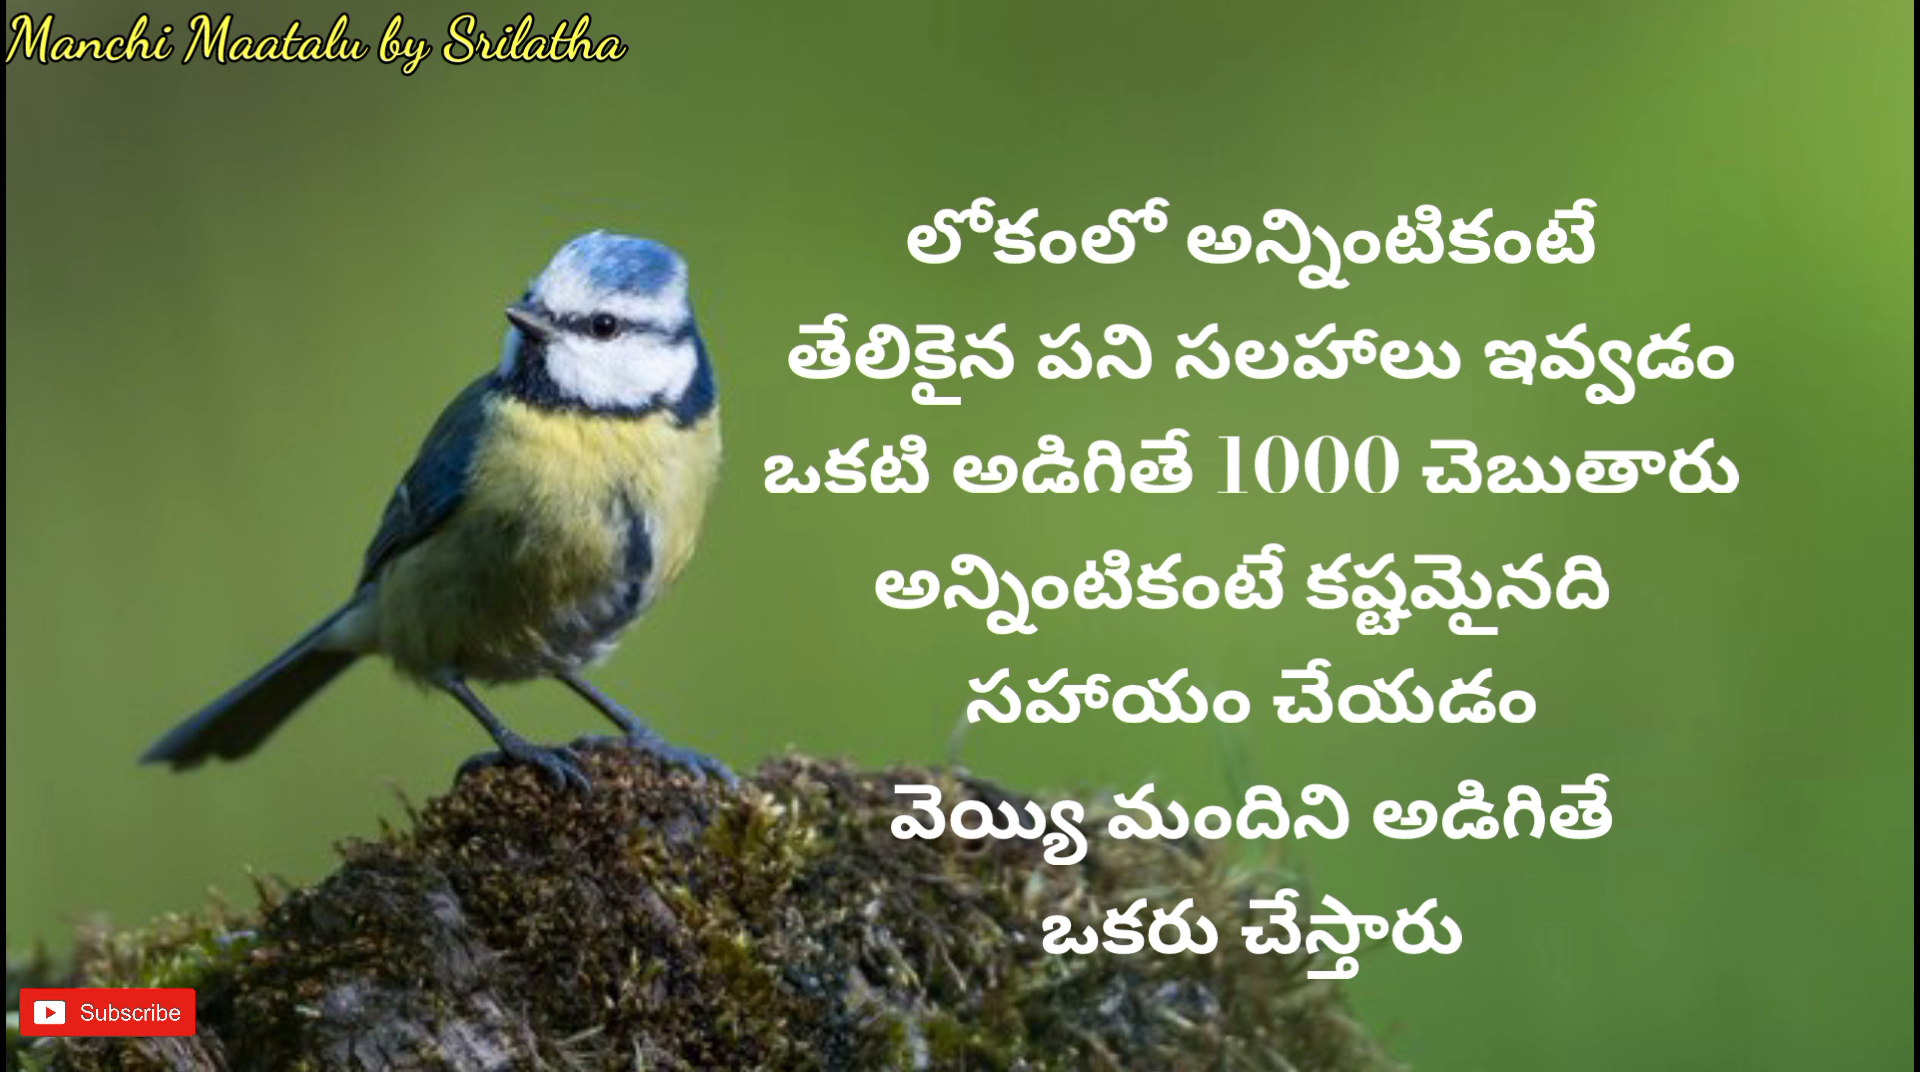 Manchi Maatalu by Srilatha
లోకంలో అన్నింటికంటే
తేలికైన పని సలహాలు ఇవ్వడం
ఒకటి అడిగితే 1000 చెబుతారు
అన్నింటికంటే కష్టమైనది
సహాయం చేయడం
వెయ్యి మందిని అడిగితే
ఒకరు చేస్తారు
Subscribe